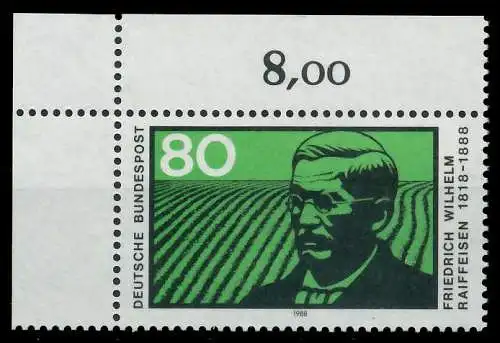 8,00
80
DEUTSCHE BUNDESPOST
FRIEDRICH WILHELM
RAIFFEISEN 1818-1888
1988